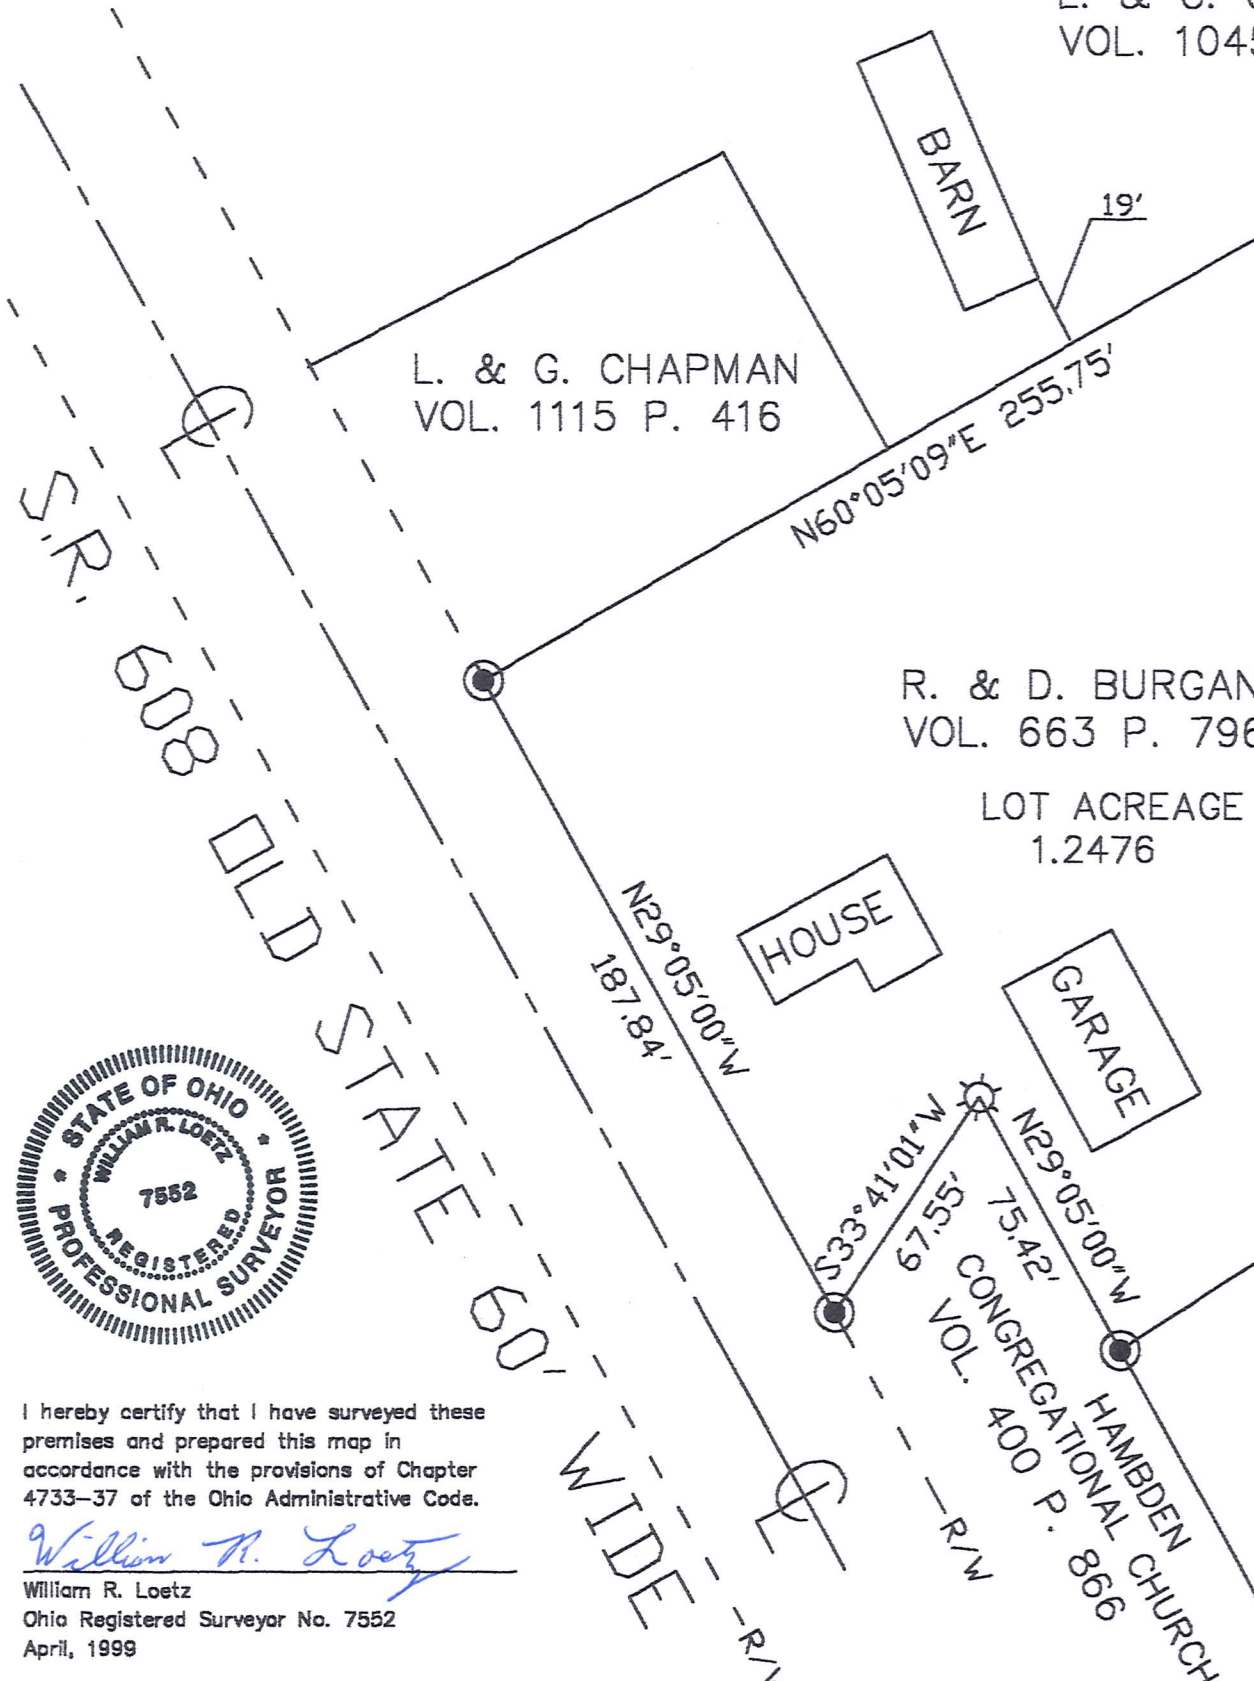 VOL. 1045
BARN
19'
L. & G. CHAPMAN
VOL. 1115 P. 416
N60°05'09"E 255.75'
S.R. 608 OLD STATE 60' WIDE
R. & D. BURGAN
VOL. 663 P. 796
LOT ACREAGE
1.2476
N29°05'00"W
187.84'
HOUSE
GARAGE
S33°41'01"W
67.55'
N29°05'00"W
75.42'
HAMBDEN
CONGREGATIONAL CHURCH
VOL. 400 P. 866
R/W
STATE OF OHIO
WILLIAM R. LOETZ
7552
REGISTERED
PROFESSIONAL SURVEYOR
I hereby certify that I have surveyed these
premises and prepared this map in
accordance with the provisions of Chapter
4733-37 of the Ohio Administrative Code.
William R. Loetz
William R. Loetz
Ohio Registered Surveyor No. 7552
April, 1999